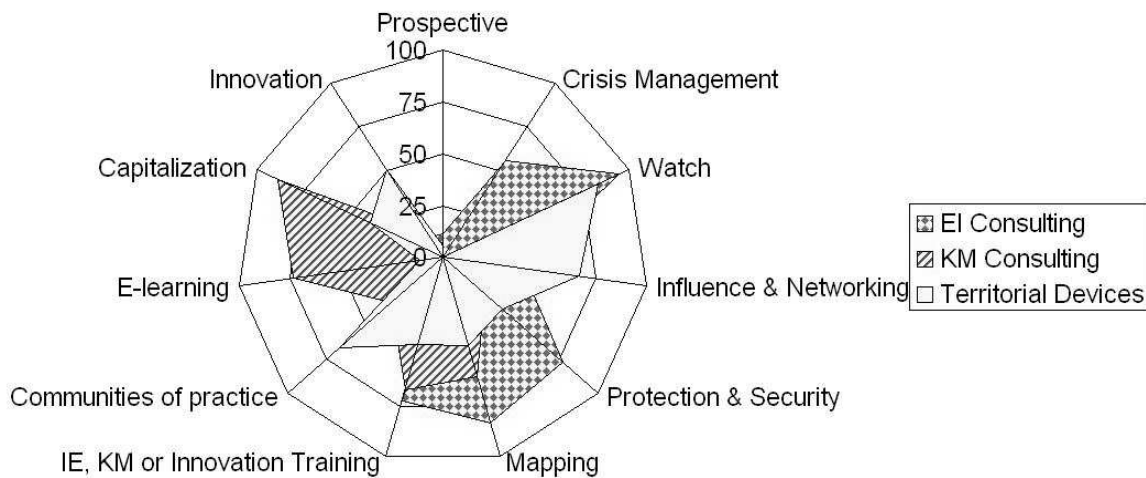 Prospective
100
Innovation
Crisis Management
75
Capitalization
50
Watch
25
EI Consulting
0
KM Consulting
E-learning
Influence & Networking
Territorial Devices
Communities of practice
Protection & Security
IE, KM or Innovation Training
Mapping